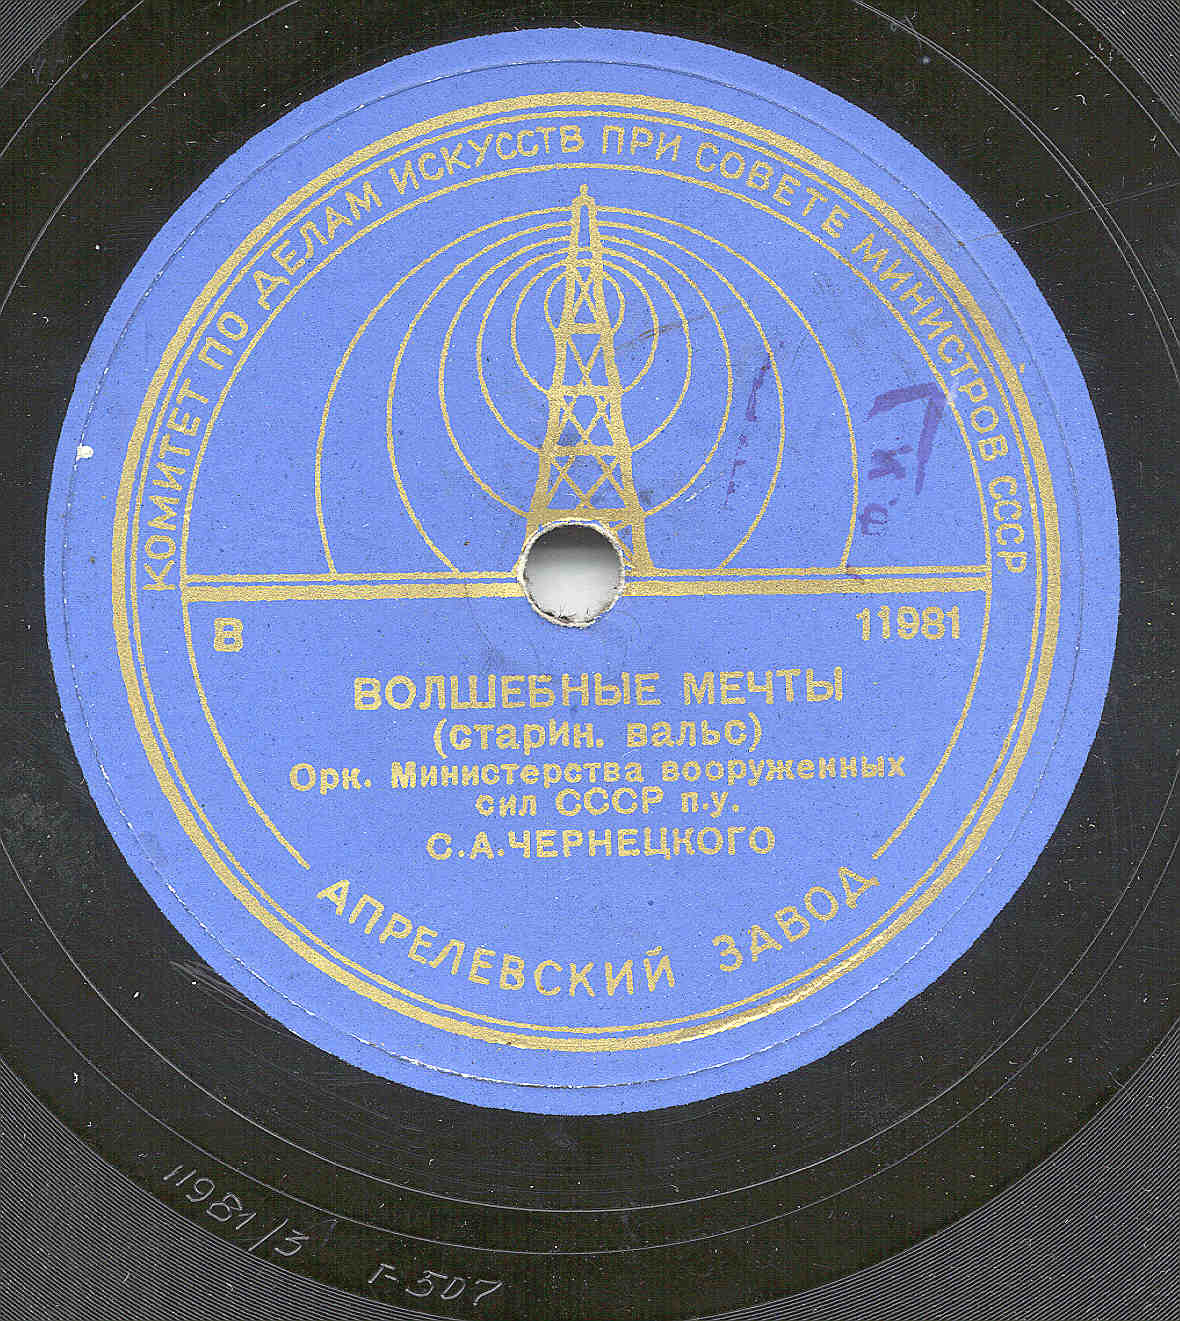 КОМИТЕТ ПО ДЕЛАМ ИСКУССТВ ПРИ СОВЕТЕ МИНИСТРОВ СССР
В 11981
ВОЛШЕБНЫЕ МЕЧТЫ
(старин. вальс)
Орк. Министерства вооруженных
сил СССР п.у.
С.А.ЧЕРНЕЦКОГО
АПРЕЛЕВСКИЙ ЗАВОД
11981/3 Г-507